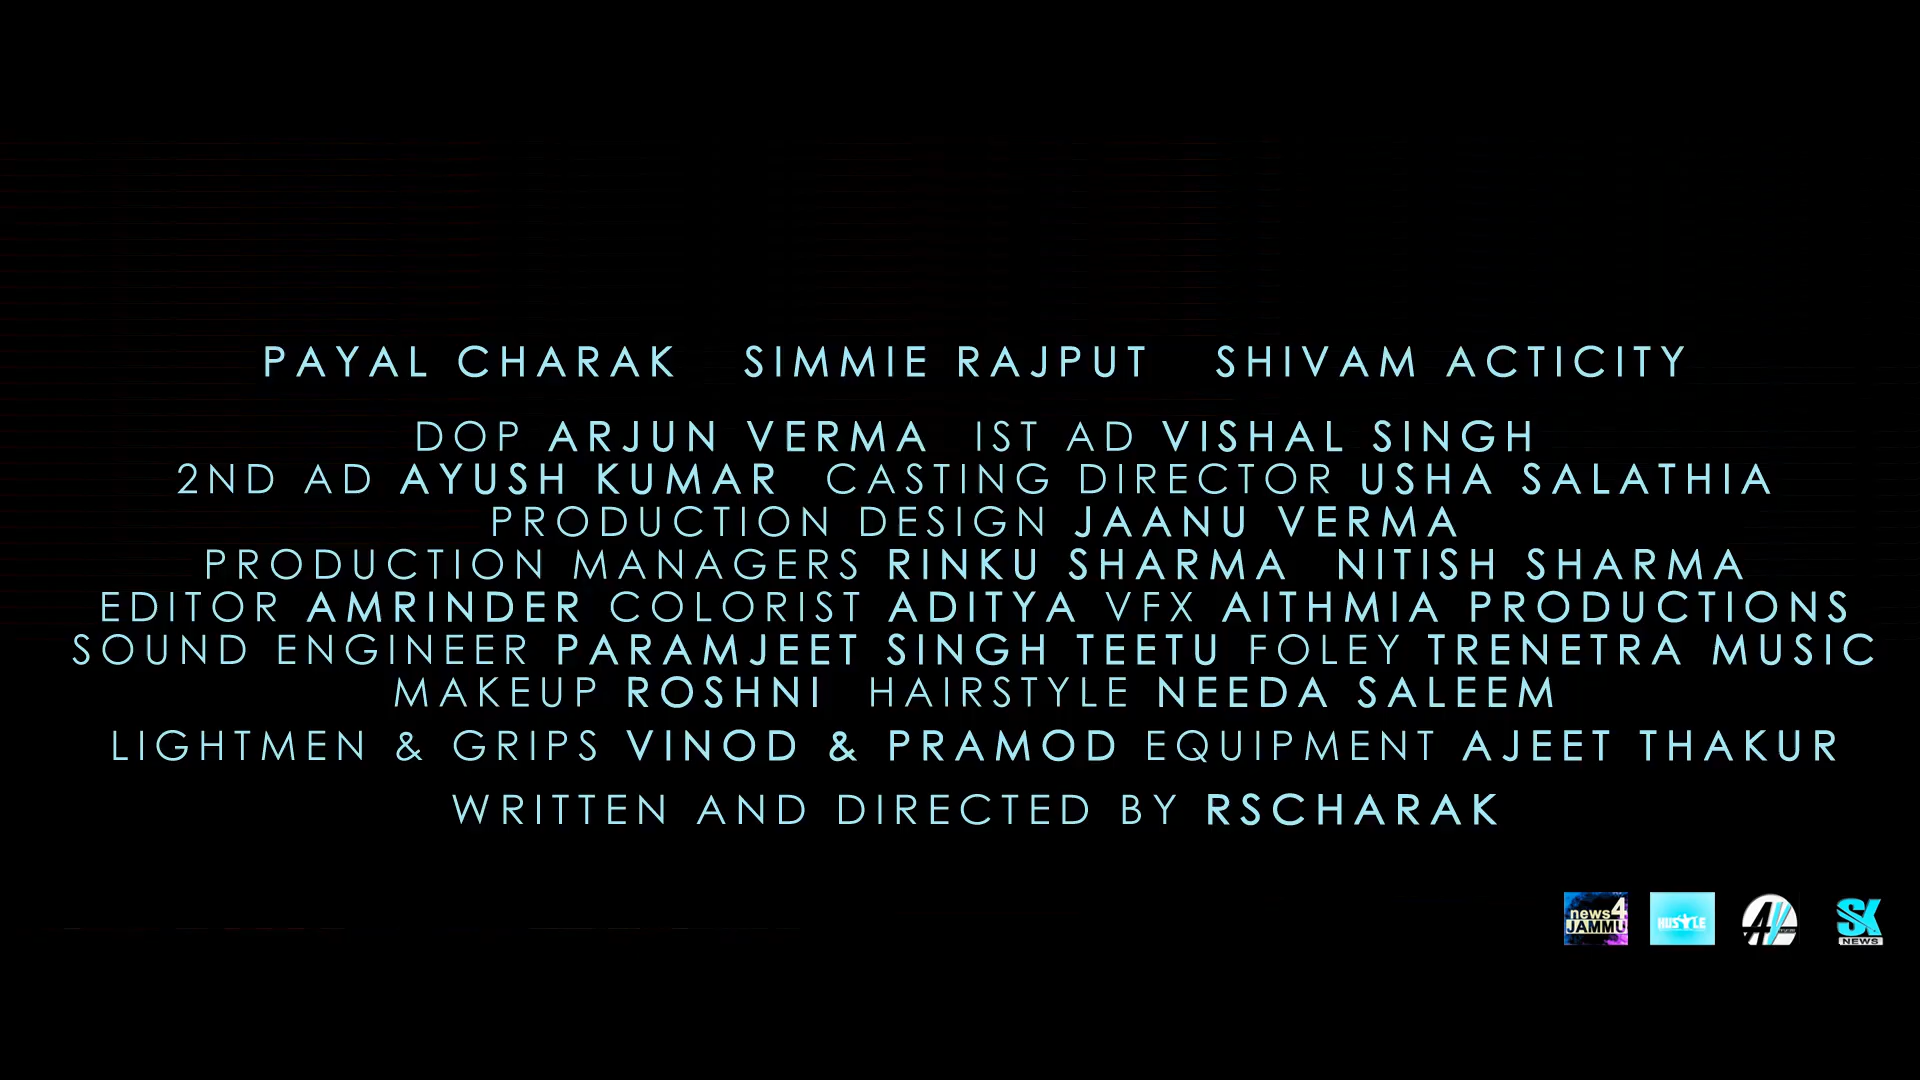 PAYAL CHARAK SIMMIE RAJPUT SHIVAM ACTICITY
DOP ARJUN VERMA IST AD VISHAL SINGH
2ND AD AYUSH KUMAR CASTING DIRECTOR USHA SALATHIA
PRODUCTION DESIGN JAANU VERMA
PRODUCTION MANAGERS RINKU SHARMA NITISH SHARMA
EDITOR AMRINDER COLORIST ADITYA VFX AITHMIA PRODUCTIONS
SOUND ENGINEER PARAMJEET SINGH TEETU FOLEY TRENETRA MUSIC
MAKEUP ROSHNI HAIRSTYLE NEEDA SALEEM
LIGHTMEN & GRIPS VINOD & PRAMOD EQUIPMENT AJEET THAKUR
WRITTEN AND DIRECTED BY RSCHARAK
news4
JAMMU
HUSTLE
SK
NEWS